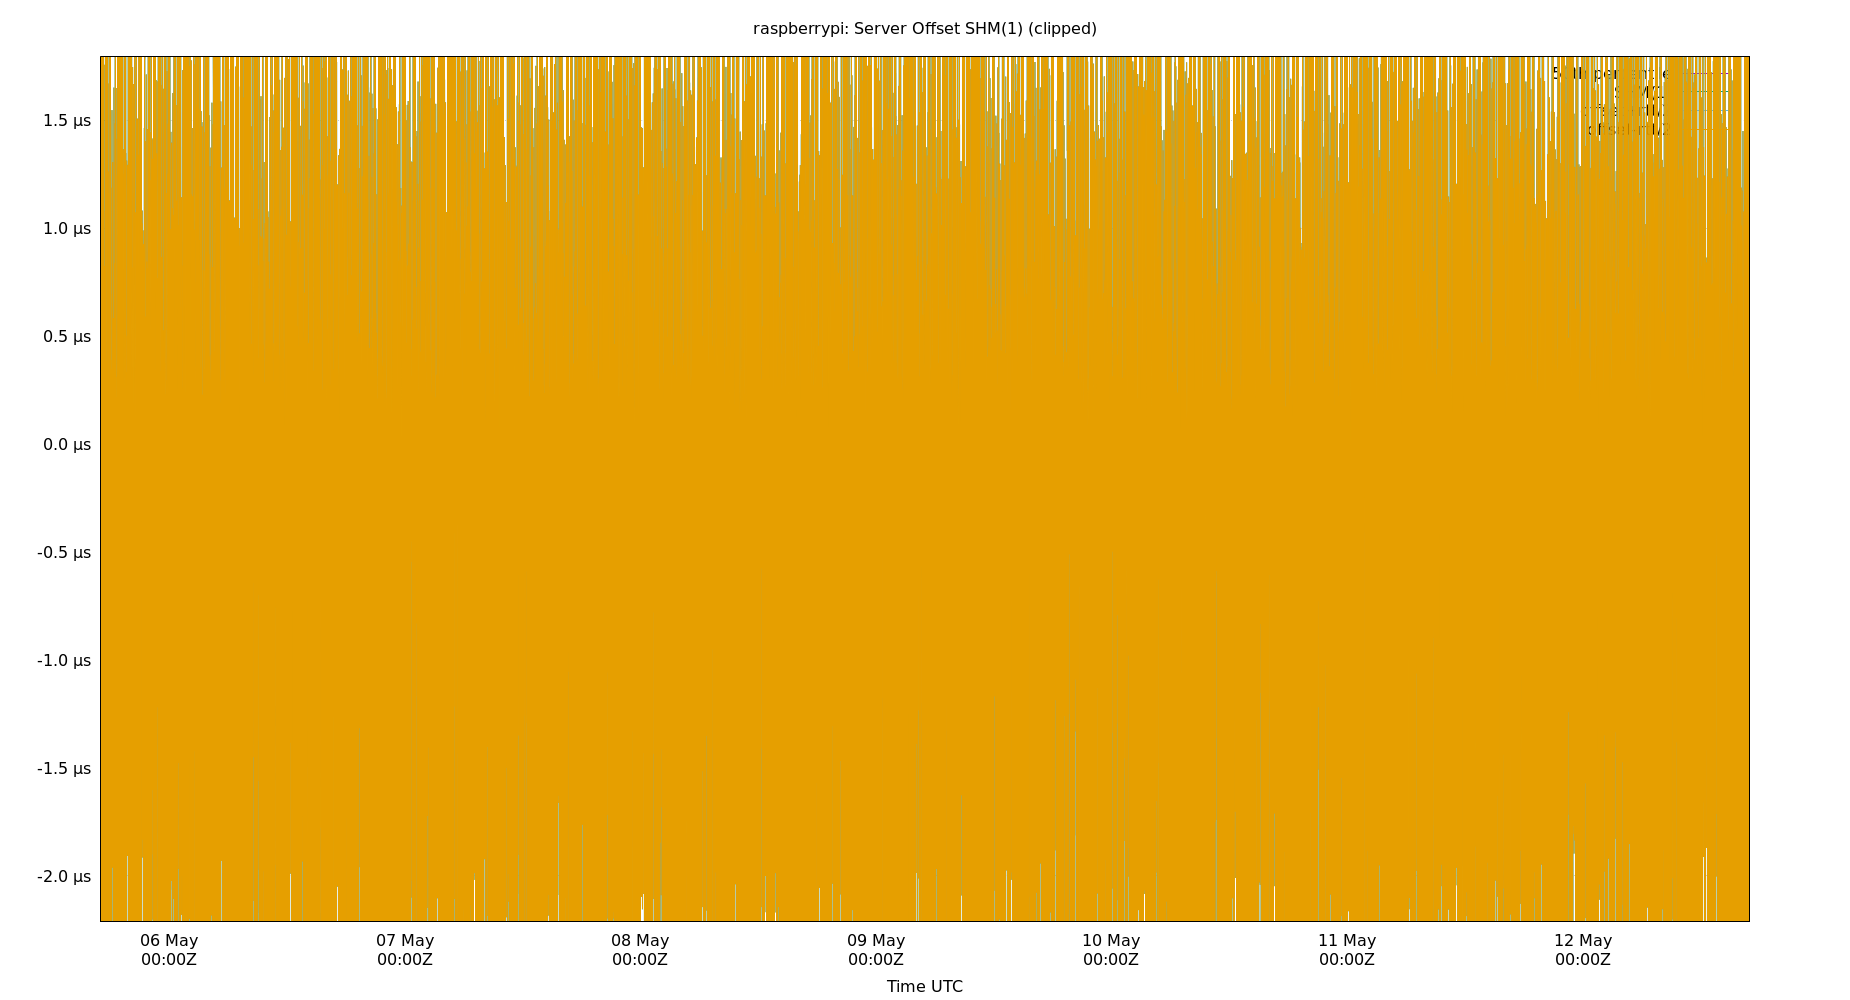 raspberrypi: Server Offset SHM(1) (clipped)
1.5 µs
1.0 µs
0.5 µs
0.0 µs
-0.5 µs
-1.0 µs
-1.5 µs
-2.0 µs
06 May 07 May 08 May 09 May 10 May 11 May 12 May
00:00Z 00:00Z 00:00Z 00:00Z 00:00Z 00:00Z 00:00Z
Time UTC